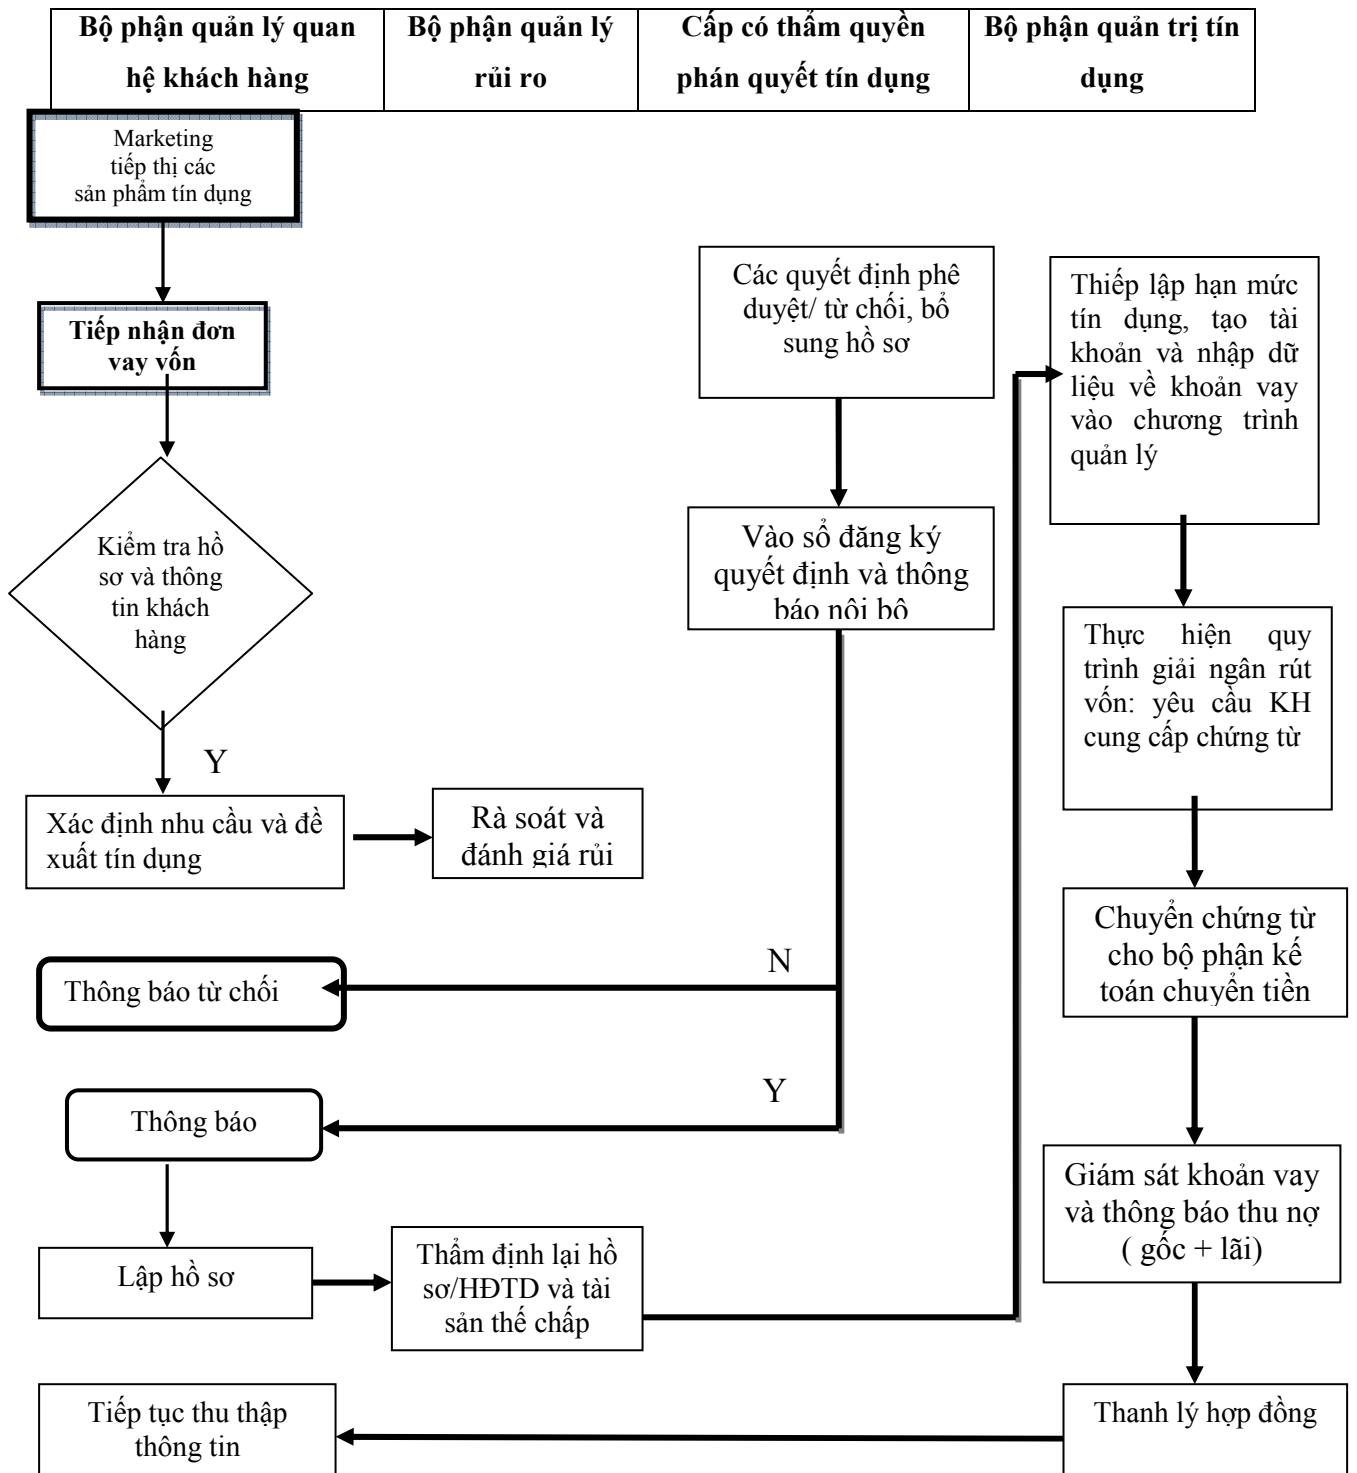 Bộ phận quản lý quan
hệ khách hàng
Bộ phận quản lý
rủi ro
Cấp có thẩm quyền
phán quyết tín dụng
Bộ phận quản trị tín
dụng
Marketing
tiếp thị các
sản phẩm tín dụng
Tiếp nhận đơn
vay vốn
Kiểm tra hồ
sơ và thông
tin khách
hàng
Y
Xác định nhu cầu và đề
xuất tín dụng
Rà soát và
đánh giá rủi
Các quyết định phê
duyệt/ từ chối, bổ
sung hồ sơ
Vào sổ đăng ký
quyết định và thông
báo nội bộ
N
Thông báo từ chối
Y
Thông báo
Lập hồ sơ
Thẩm định lại hồ
sơ/HĐTD và tài
sản thế chấp
Thiếp lập hạn mức
tín dụng, tạo tài
khoản và nhập dữ
liệu về khoản vay
vào chương trình
quản lý
Thực hiện quy
trình giải ngân rút
vốn: yêu cầu KH
cung cấp chứng từ
Chuyển chứng từ
cho bộ phận kế
toán chuyển tiền
Giám sát khoản vay
và thông báo thu nợ
( gốc + lãi)
Thanh lý hợp đồng
Tiếp tục thu thập
thông tin